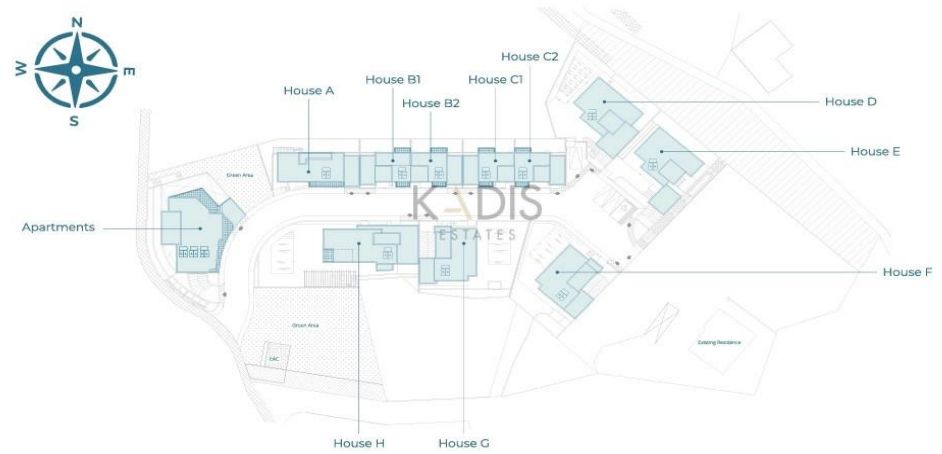 N
W
E
S
House A
House B1
House B2
House C1
House C2
House D
House E
Green Area
Apartments
KADIS
ESTATES
House F
Green Area
EAC
Existing Residence
House H
House G